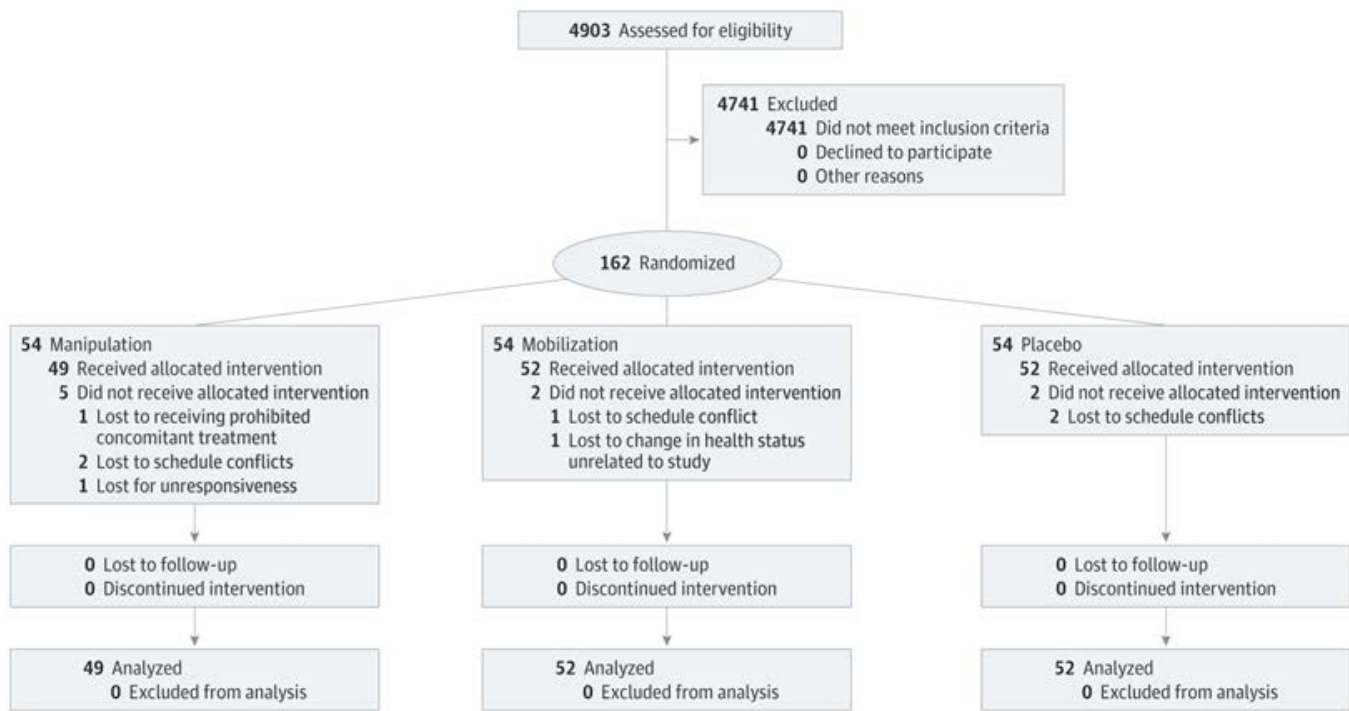 4903 Assessed for eligibility
4741 Excluded
4741 Did not meet inclusion criteria
0 Declined to participate
0 Other reasons
162 Randomized
54 Manipulation
49 Received allocated intervention
5 Did not receive allocated intervention
1 Lost to receiving prohibited
concomitant treatment
2 Lost to schedule conflicts
1 Lost for unresponsiveness
54 Mobilization
52 Received allocated intervention
2 Did not receive allocated intervention
1 Lost to schedule conflict
1 Lost to change in health status
unrelated to study
54 Placebo
52 Received allocated intervention
2 Did not receive allocated intervention
2 Lost to schedule conflicts
0 Lost to follow-up
0 Discontinued intervention
0 Lost to follow-up
0 Discontinued intervention
0 Lost to follow-up
0 Discontinued intervention
49 Analyzed
0 Excluded from analysis
52 Analyzed
0 Excluded from analysis
52 Analyzed
0 Excluded from analysis